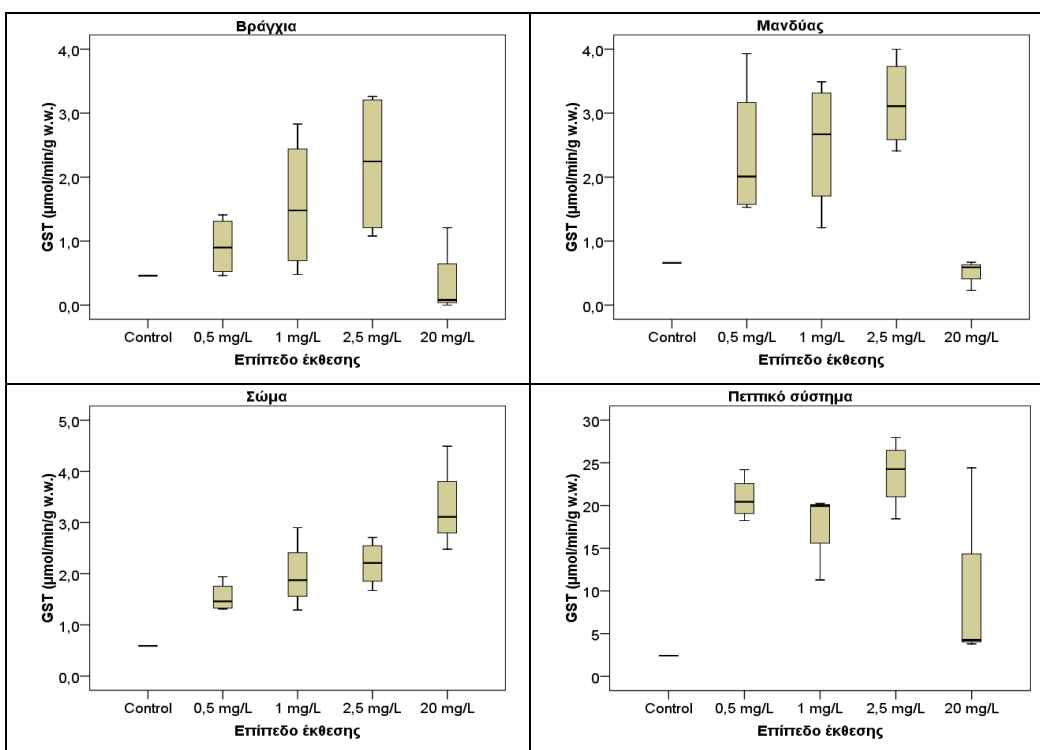 Βράγχια
4,0
3,0
2,0
1,0
0,0
GST (μmol/min/g w.w.)
Control 0,5 mg/L 1 mg/L 2,5 mg/L 20 mg/L
Επίπεδο έκθεσης
Μανδύας
4,0
3,0
2,0
1,0
0,0
GST (μmol/min/g w.w.)
Control 0,5 mg/L 1 mg/L 2,5 mg/L 20 mg/L
Επίπεδο έκθεσης
Σώμα
5,0
4,0
3,0
2,0
1,0
0,0
GST (μmol/min/g w.w.)
Control 0,5 mg/L 1 mg/L 2,5 mg/L 20 mg/L
Επίπεδο έκθεσης
Πεπτικό σύστημα
30
25
20
15
10
5
0
GST (μmol/min/g w.w.)
Control 0,5 mg/L 1 mg/L 2,5 mg/L 20 mg/L
Επίπεδο έκθεσης